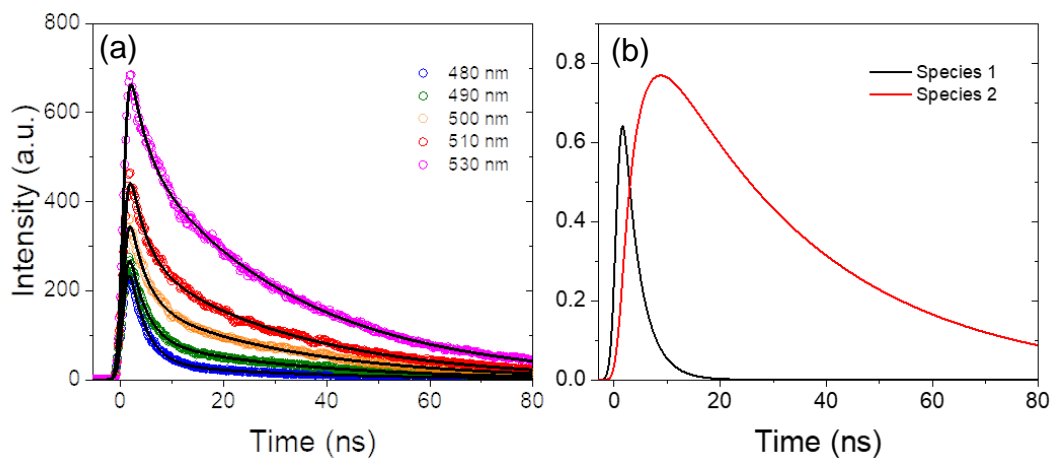 (a)
800
600
400
200
0
0 20 40 60 80
Intensity (a.u.)
Time (ns)
480 nm
490 nm
500 nm
510 nm
530 nm
(b)
0.8
0.6
0.4
0.2
0.0
0 20 40 60 80
Time (ns)
Species 1
Species 2